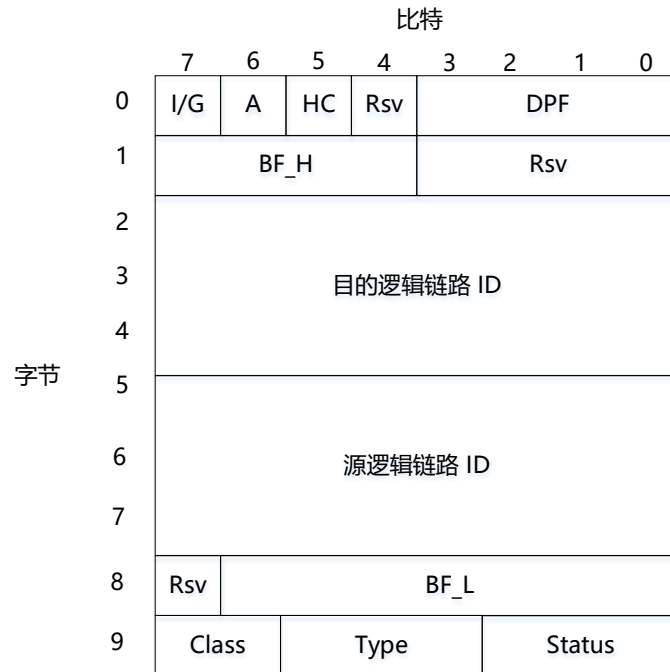 比特
7 6 5 4 3 2 1 0
0 I/G A HC Rsv DPF
1 BF_H Rsv
2
3 目的逻辑链路 ID
4
字节
5
6 源逻辑链路 ID
7
8 Rsv BF_L
9 Class Type Status